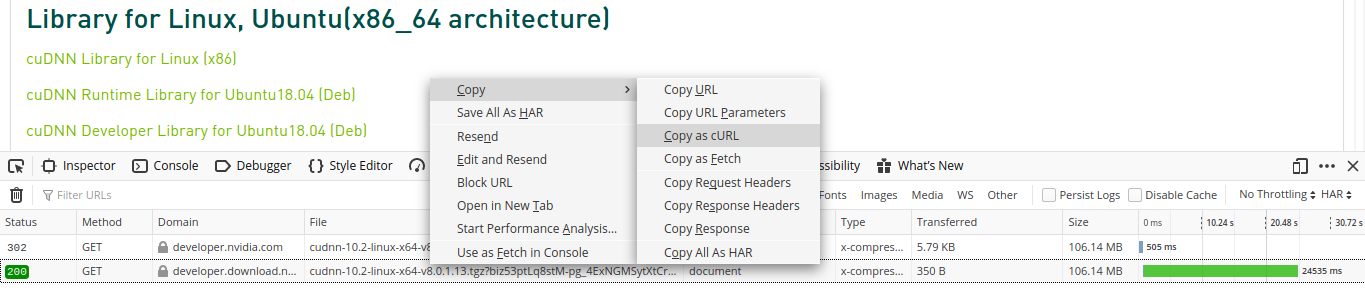 Library for Linux, Ubuntu(x86_64 architecture)
cuDNN Library for Linux (x86)
cuDNN Runtime Library for Ubuntu18.04 (Deb)
cuDNN Developer Library for Ubuntu18.04 (Deb)
Copy
Save All As HAR
Resend
Edit and Resend
Block URL
Open in New Tab
Start Performance Analysis...
Use as Fetch in Console
Copy URL
Copy URL Parameters
Copy as cURL
Copy as Fetch
Copy Request Headers
Copy Response Headers
Copy Response
Copy All As HAR
Inspector Console Debugger Style Editor ssibility What's New
Filter URLs Fonts Images Media WS Other Persist Logs Disable Cache No Throttling HAR
Status Method Domain File Type Transferred Size 0 ms 10.24 s 20.48 s 30.72 s
302 GET developer.nvidia.com cudnn-10.2-linux-x64-v8 x-compres... 5.79 KB 106.14 MB 505 ms
200 GET developer.download.n... cudnn-10.2-linux-x64-v8.0.1.13.tgz?biz53ptLq8stM-pg_4ExNGMSytXtCr... document x-compres... 350 B 106.14 MB 24535 ms